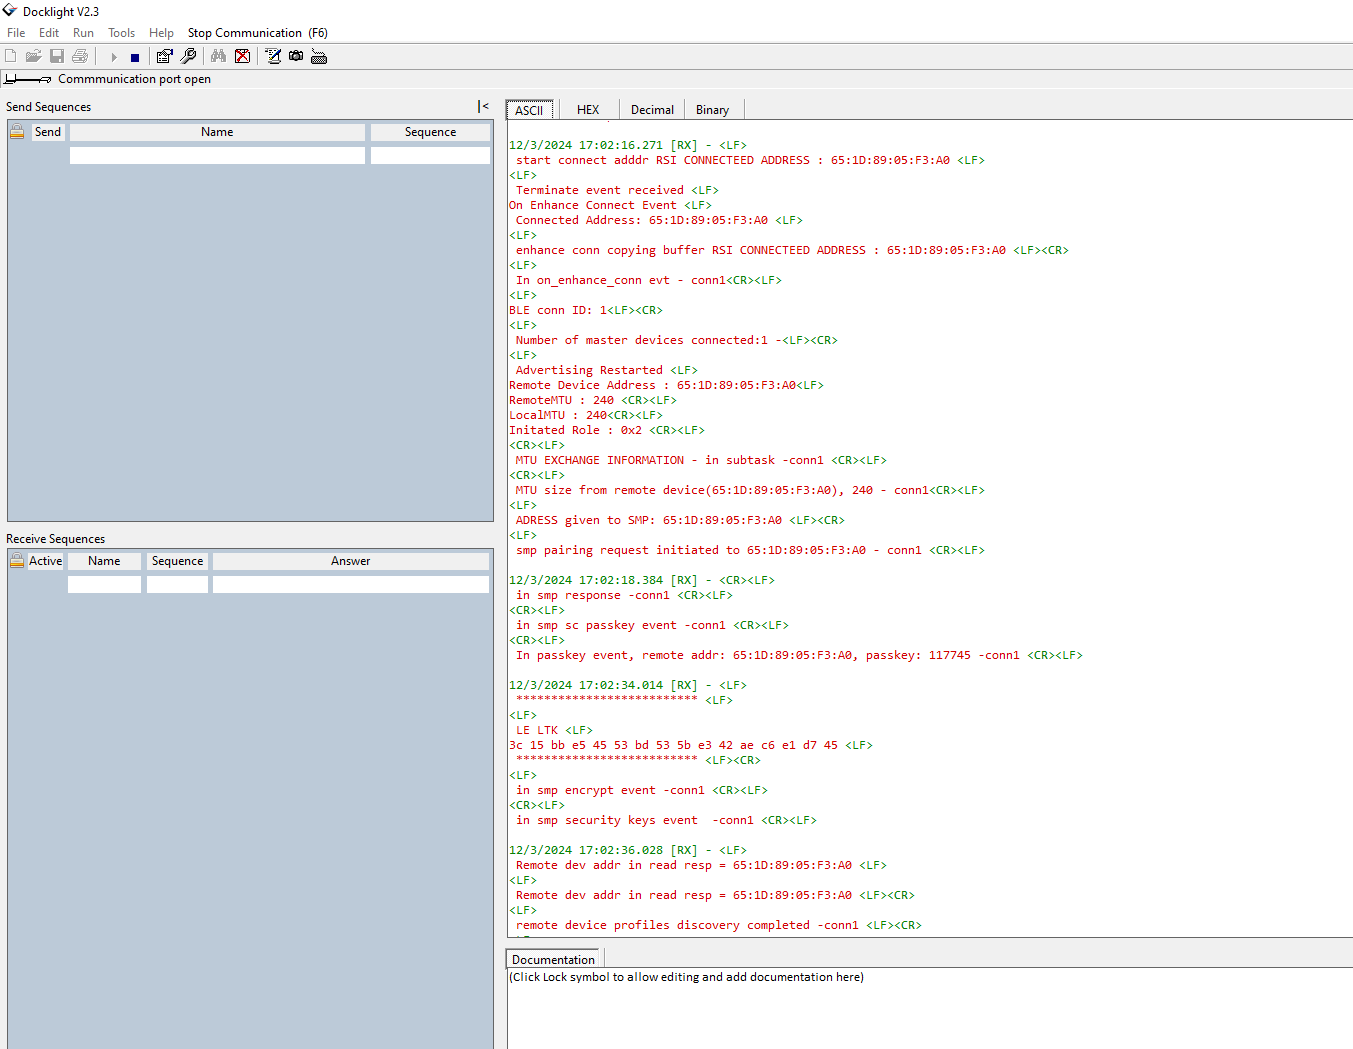 Docklight V2.3
File Edit Run Tools Help Stop Communication (F6)
Commmunication port open
Send Sequences
Send Name Sequence
Receive Sequences
Active Name Sequence Answer
ASCII HEX Decimal Binary
12/3/2024 17:02:16.271 [RX] - <LF>
start connect adddr RSI CONNECTEED ADDRESS : 65:1D:89:05:F3:A0 <LF>
<LF>
Terminate event received <LF>
On Enhance Connect Event <LF>
Connected Address: 65:1D:89:05:F3:A0 <LF>
<LF>
enhance conn copying buffer RSI CONNECTEED ADDRESS : 65:1D:89:05:F3:A0 <LF><CR>
<LF>
In on_enhance_conn evt - conn1<CR><LF>
<LF>
BLE conn ID: 1<LF><CR>
<LF>
Number of master devices connected:1 -<LF><CR>
<LF>
Advertising Restarted <LF>
Remote Device Address : 65:1D:89:05:F3:A0<LF>
RemoteMTU : 240 <CR><LF>
LocalMTU : 240<CR><LF>
Initated Role : 0x2 <CR><LF>
<CR><LF>
MTU EXCHANGE INFORMATION - in subtask -conn1 <CR><LF>
<CR><LF>
MTU size from remote device(65:1D:89:05:F3:A0), 240 - conn1<CR><LF>
<LF>
ADRESS given to SMP: 65:1D:89:05:F3:A0 <LF><CR>
<LF>
smp pairing request initiated to 65:1D:89:05:F3:A0 - conn1 <CR><LF>
12/3/2024 17:02:18.384 [RX] - <CR><LF>
in smp response -conn1 <CR><LF>
<CR><LF>
in smp sc passkey event -conn1 <CR><LF>
<CR><LF>
In passkey event, remote addr: 65:1D:89:05:F3:A0, passkey: 117745 -conn1 <CR><LF>
12/3/2024 17:02:34.014 [RX] - <LF>
************************** <LF>
<LF>
LE LTK <LF>
3c 15 bb e5 45 53 bd 53 5b e3 42 ae c6 e1 d7 45 <LF>
************************** <LF><CR>
<LF>
in smp encrypt event -conn1 <CR><LF>
<CR><LF>
in smp security keys event  -conn1 <CR><LF>
12/3/2024 17:02:36.028 [RX] - <LF>
Remote dev addr in read resp = 65:1D:89:05:F3:A0 <LF>
<LF>
Remote dev addr in read resp = 65:1D:89:05:F3:A0 <LF><CR>
<LF>
remote device profiles discovery completed -conn1 <LF><CR>
Documentation
(Click Lock symbol to allow editing and add documentation here)